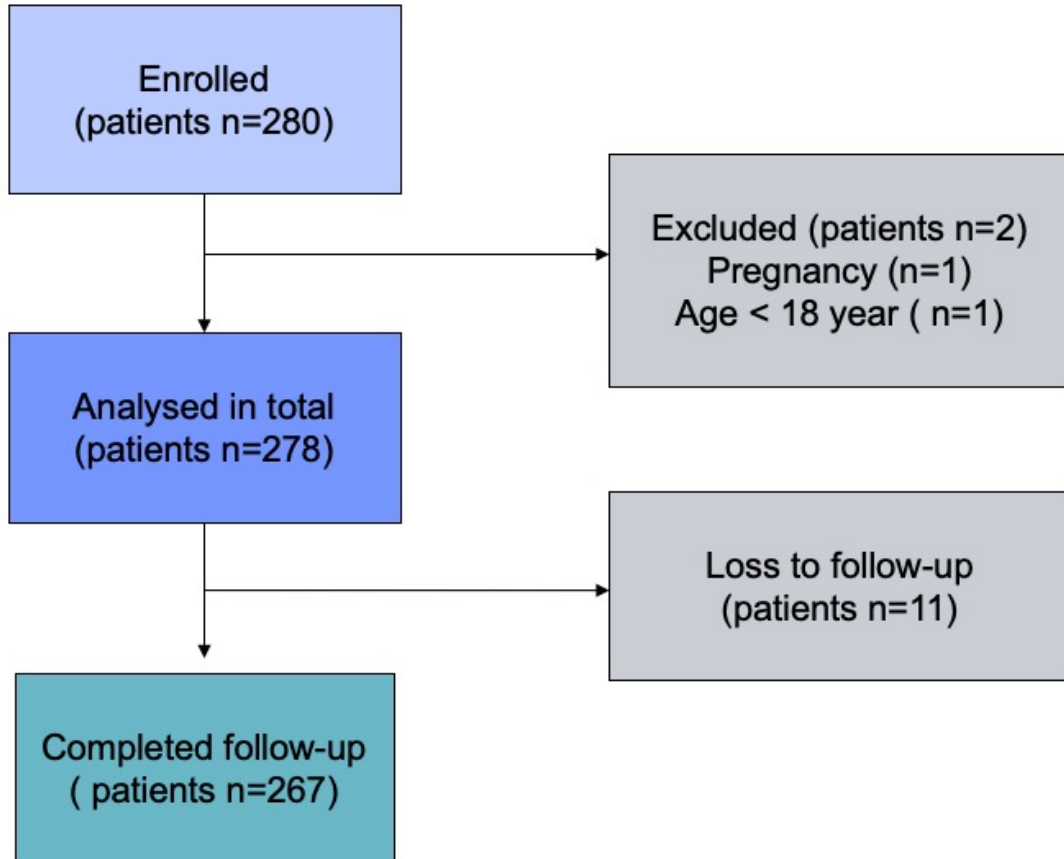 Enrolled
(patients n=280)
Excluded (patients n=2)
Pregnancy (n=1)
Age < 18 year ( n=1)
Analysed in total
(patients n=278)
Loss to follow-up
(patients n=11)
Completed follow-up
( patients n=267)